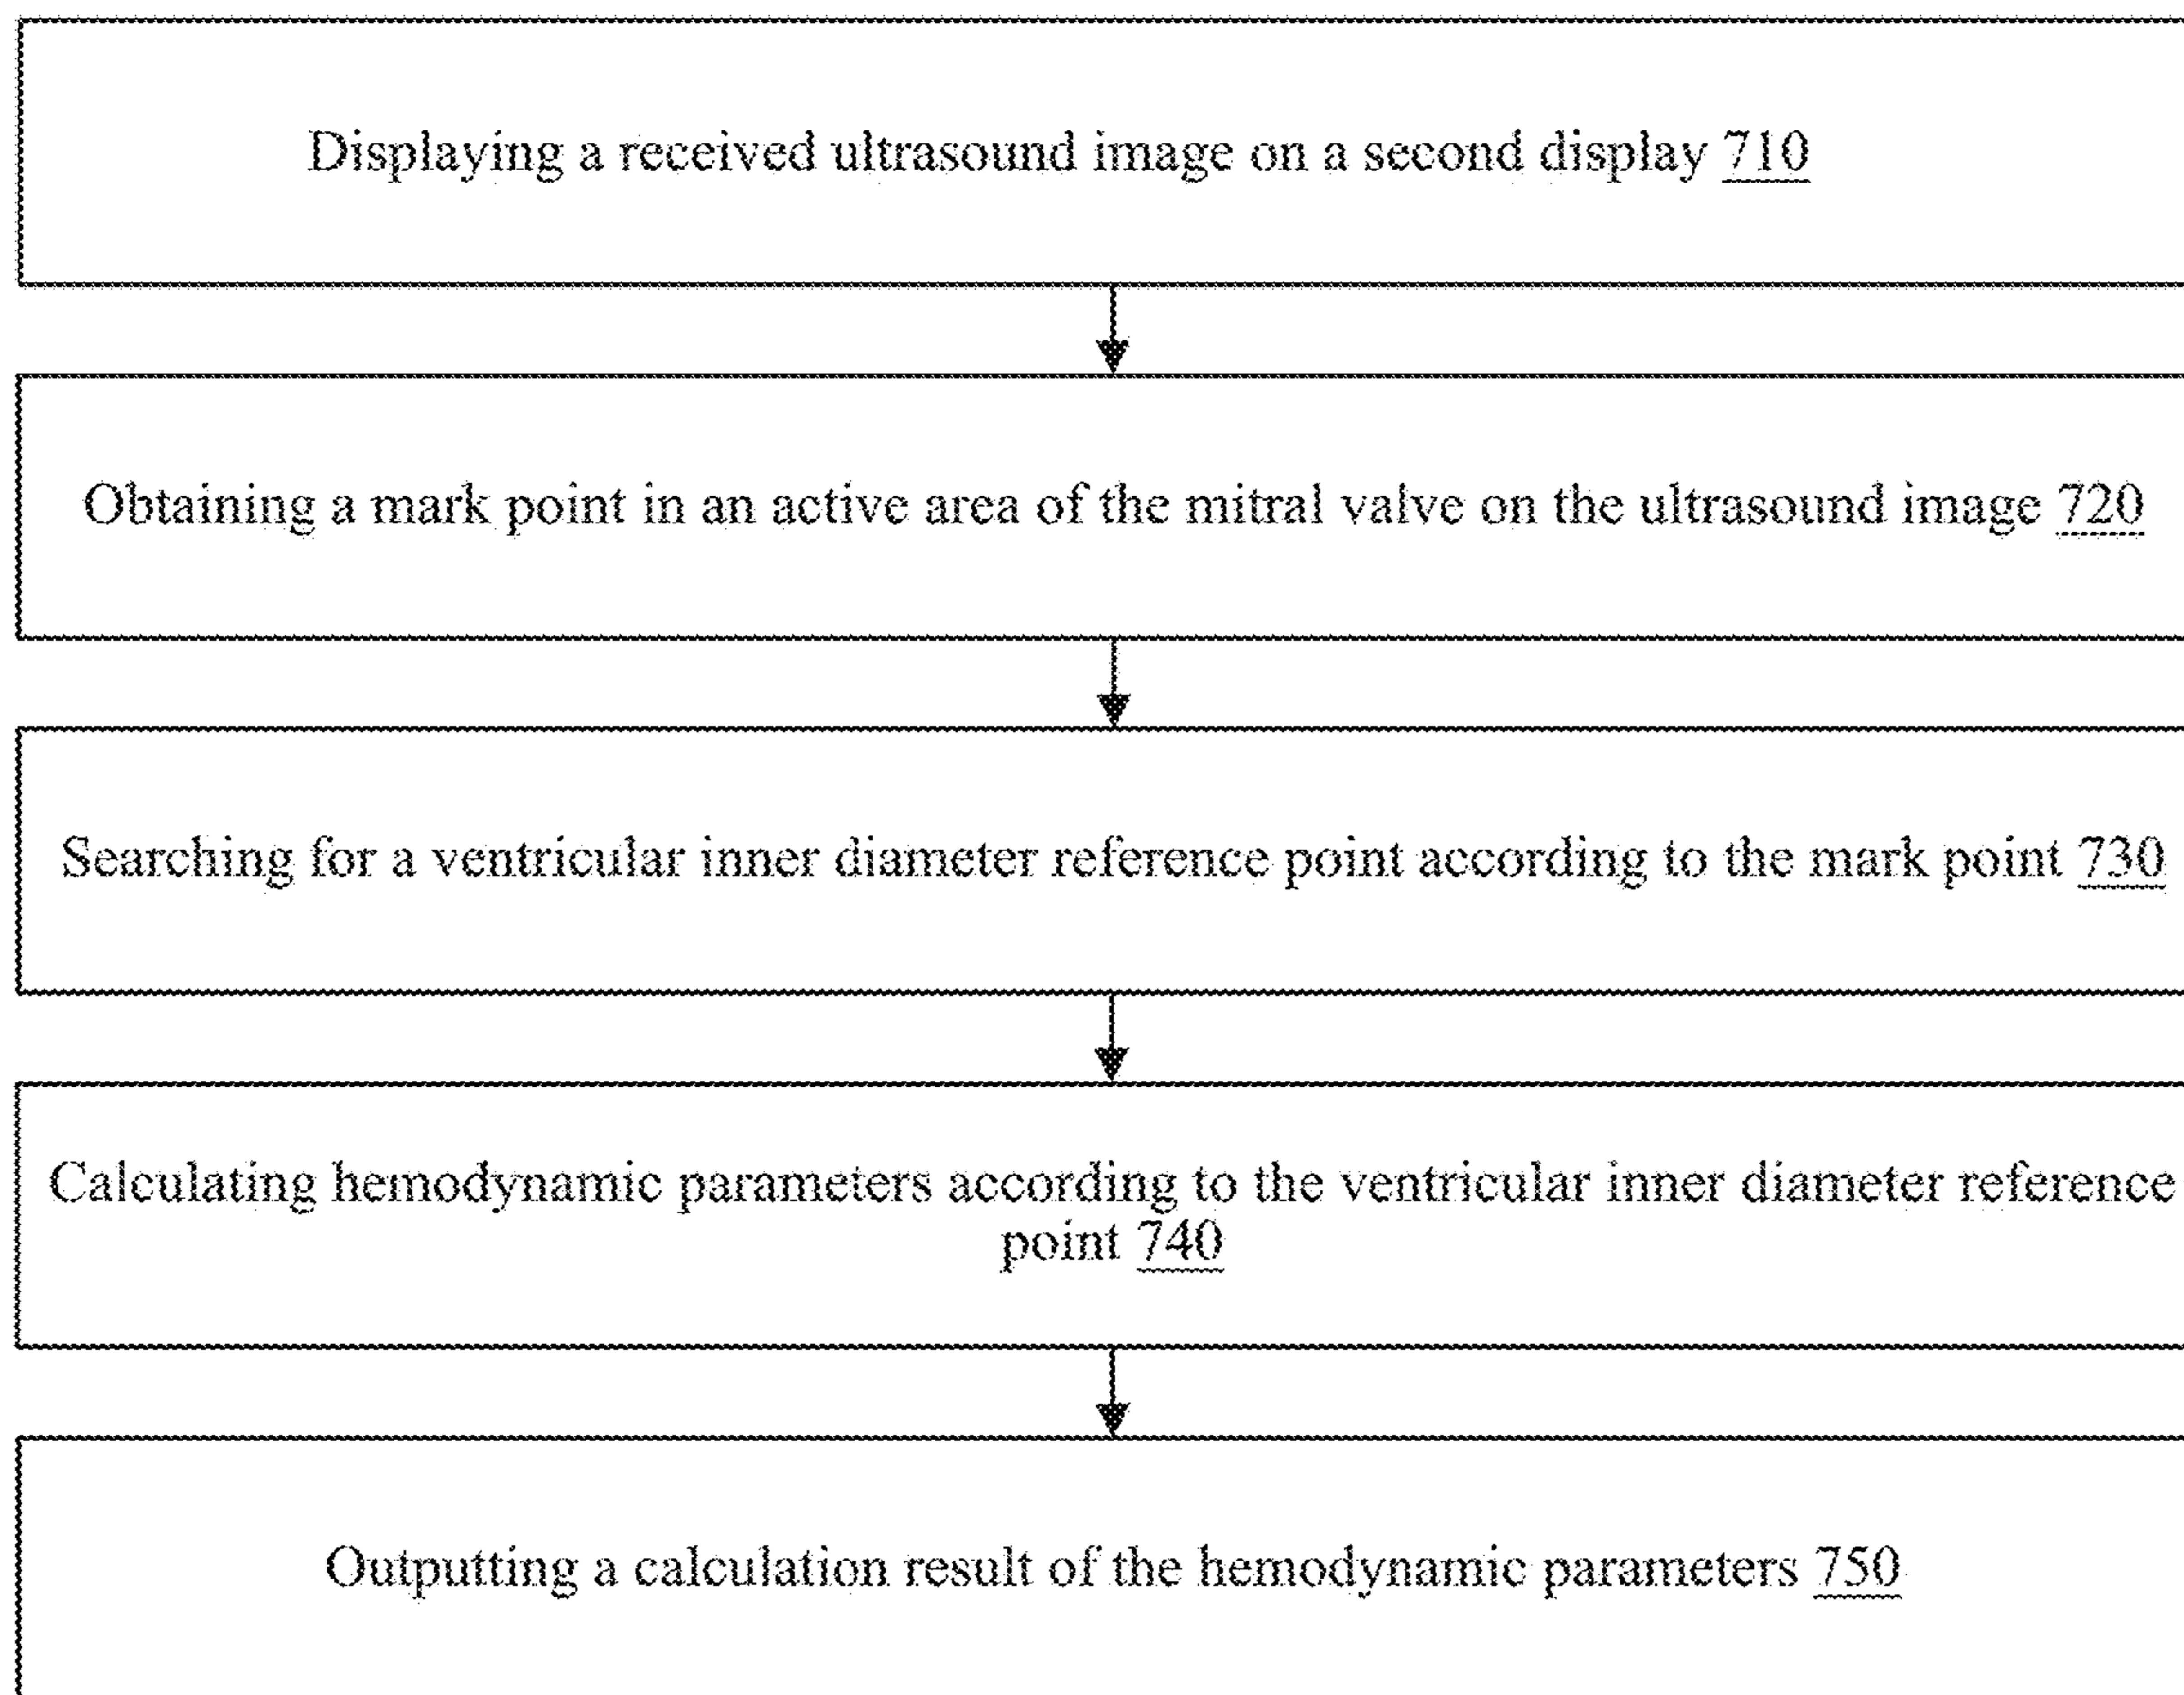 Displaying a received ultrasound image on a second display 710
Obtaining a mark point in an active area of the mitral valve on the ultrasound image 720
Searching for a ventricular inner diameter reference point according to the mark point 730
Calculating hemodynamic parameters according to the ventricular inner diameter reference
point 740
Outputting a calculation result of the hemodynamic parameters 750